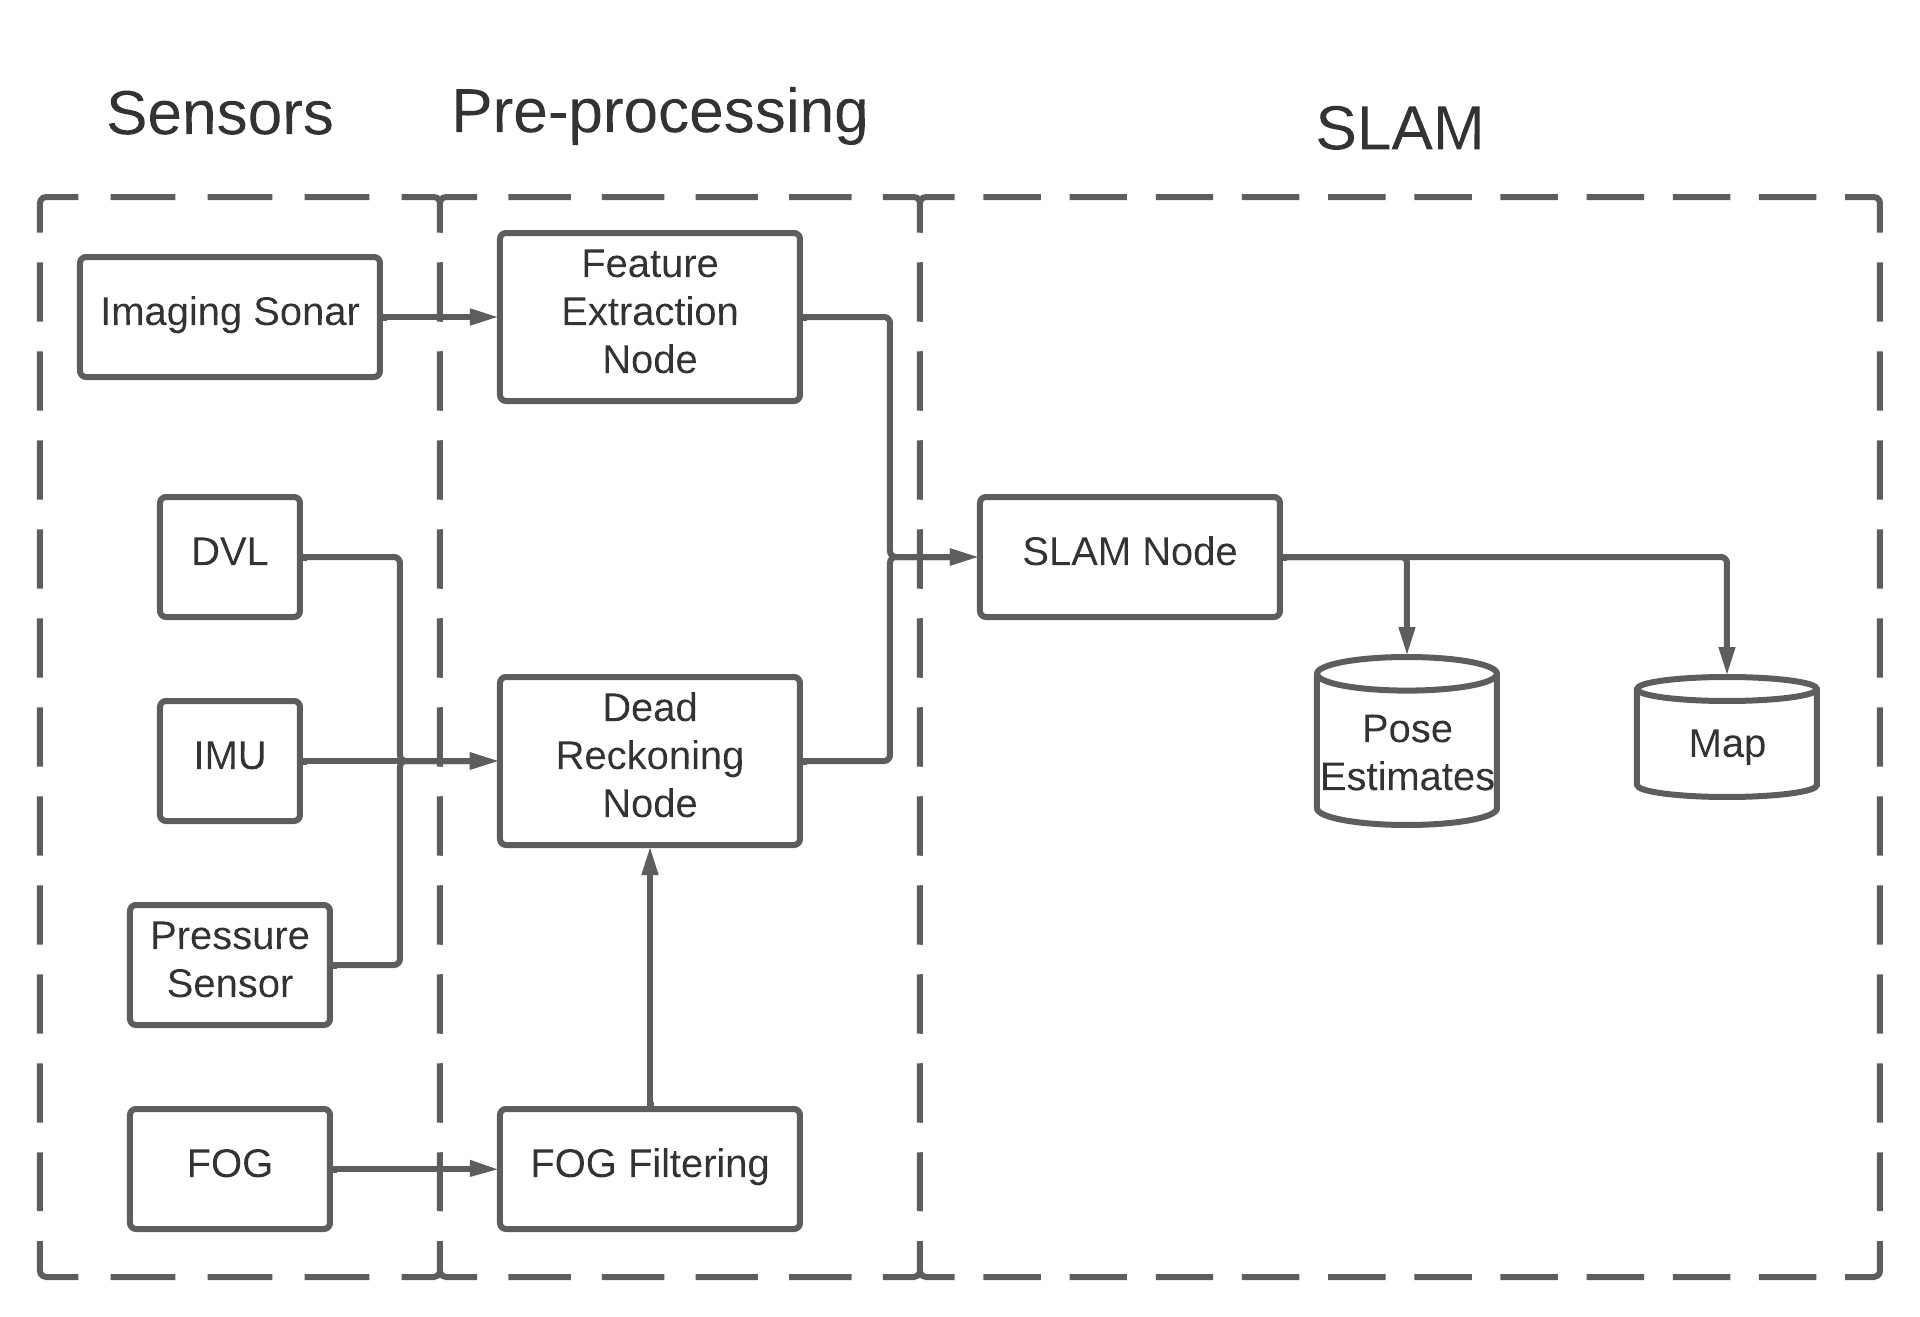 Sensors
Pre-processing
SLAM
Imaging Sonar
Feature
Extraction
Node
DVL
SLAM Node
IMU
Dead
Reckoning
Node
Pose
Estimates
Map
Pressure
Sensor
FOG
FOG Filtering